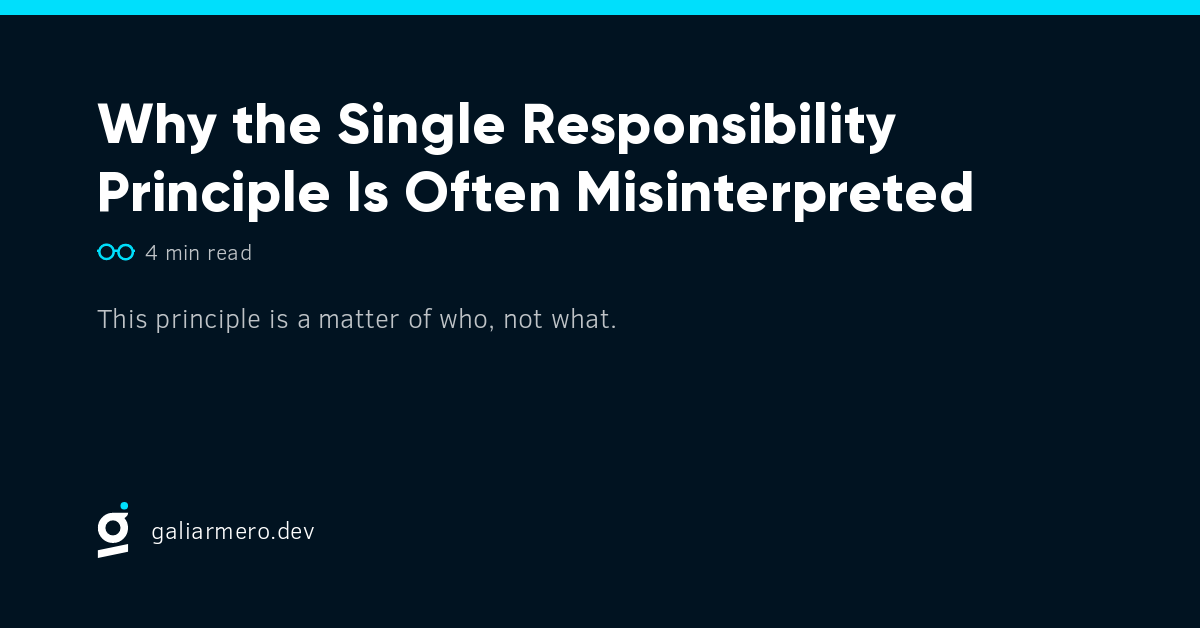 Why the Single Responsibility
Principle Is Often Misinterpreted
4 min read
This principle is a matter of who, not what.
galiarmero.dev